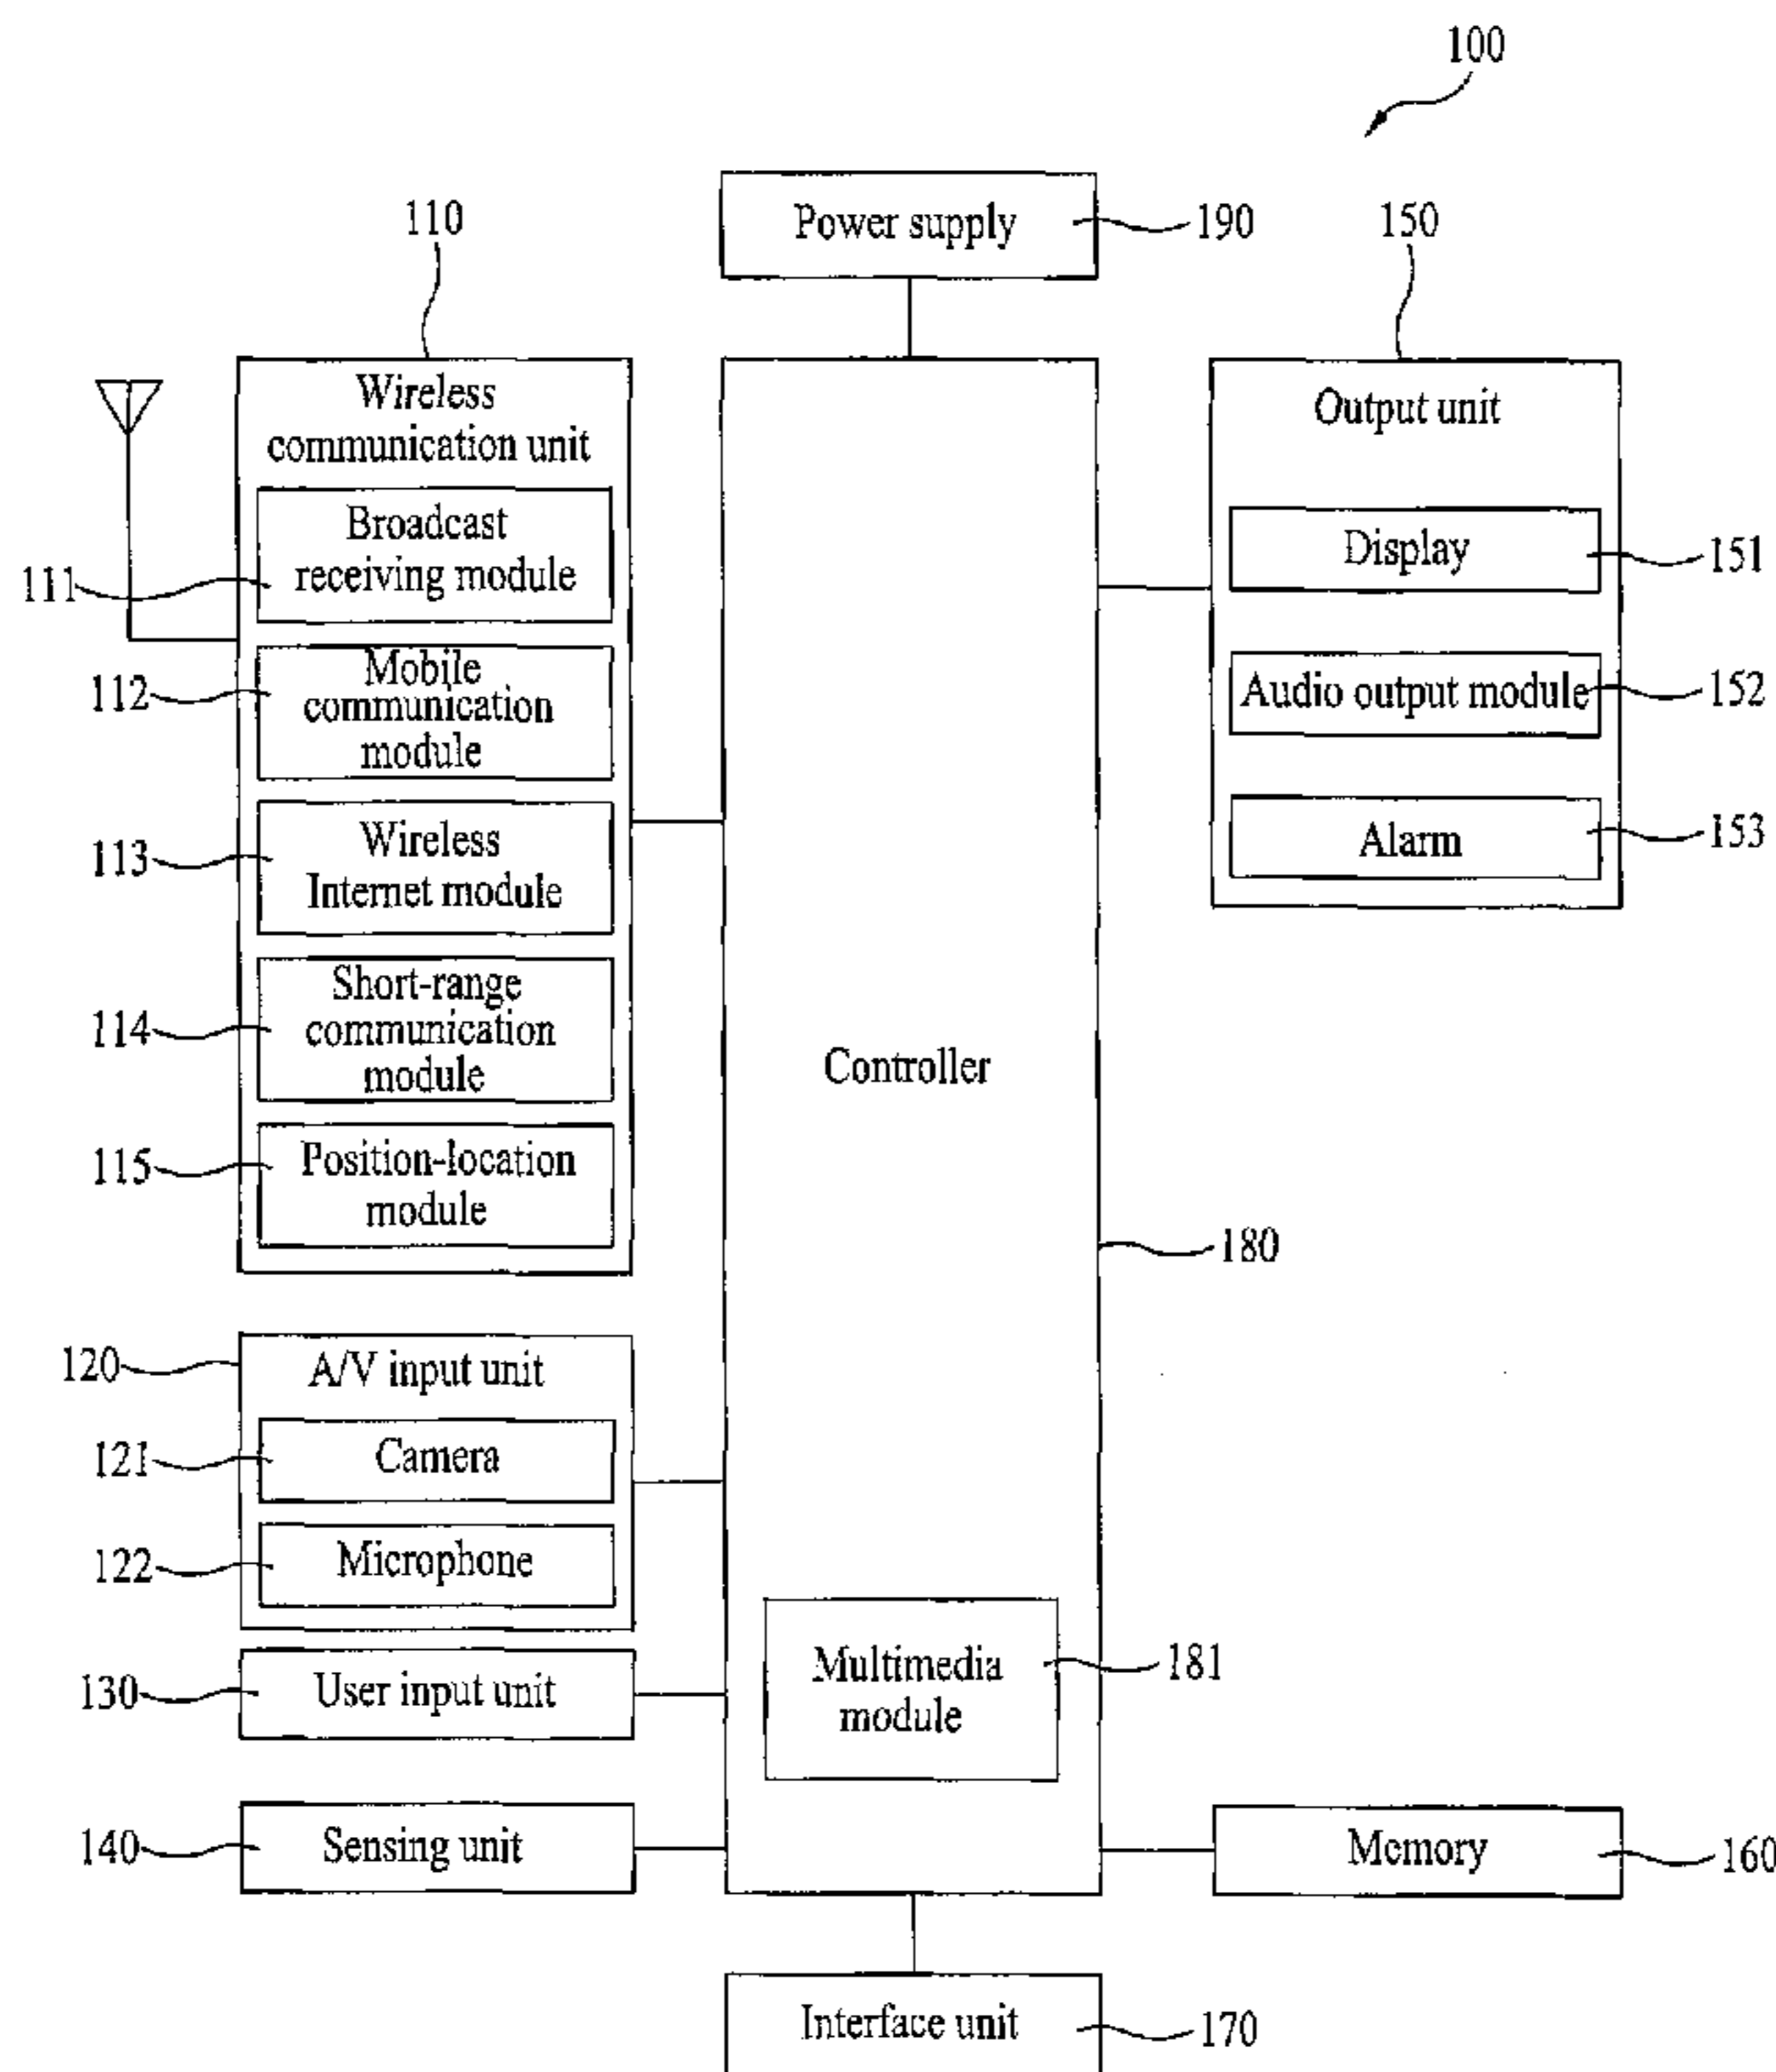 100
Power supply
190
110
150
Wireless
communication unit
Broadcast
receiving module
111
Mobile
communication
module
112
Wireless
Internet module
113
Short-range
communication
module
114
Position-location
module
115
Output unit
Display
151
Audio output module
152
Alarm
153
Controller
180
120
A/V input unit
121
Camera
122
Microphone
130
User input unit
Multimedia
module
181
140
Sensing unit
Memory
160
Interface unit
170